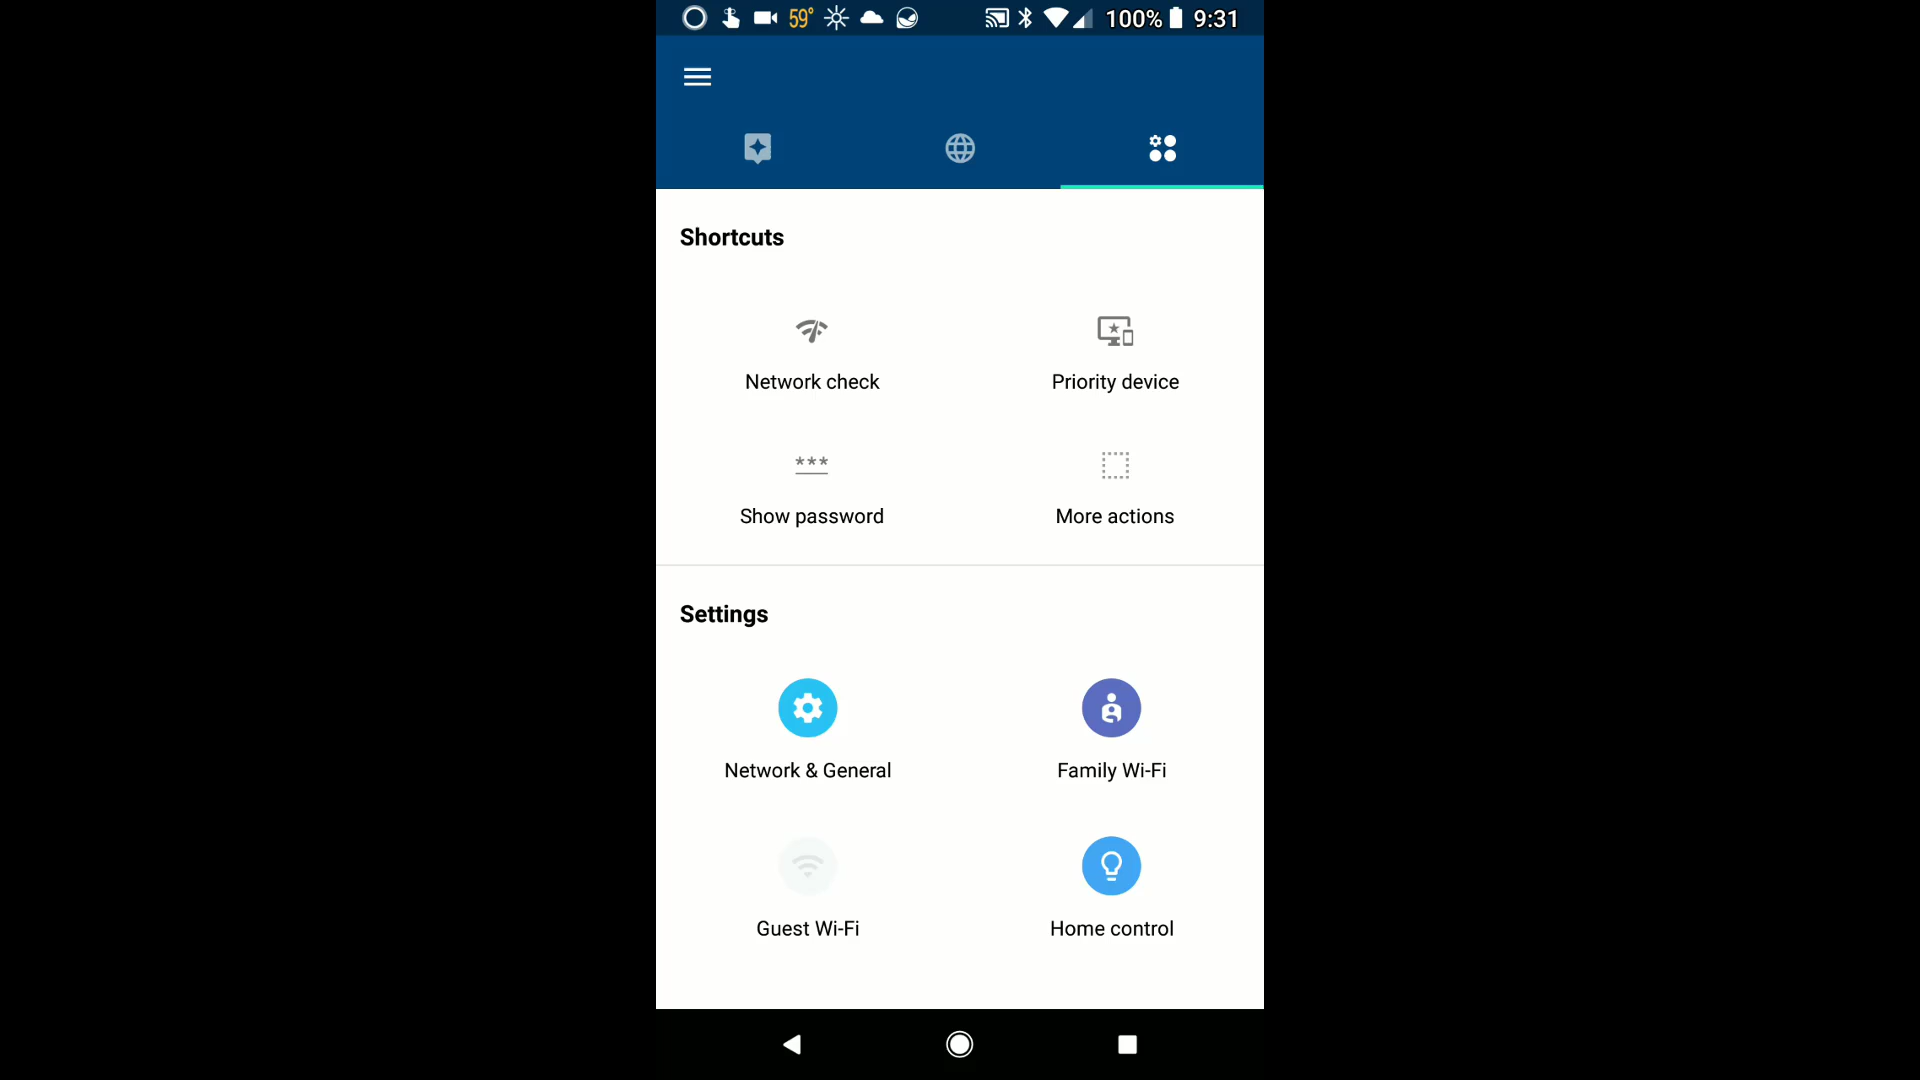 59° 100% 9:31
Shortcuts
Network check Priority device
*** 
Show password More actions
Settings
Network & General Family Wi-Fi
Guest Wi-Fi Home control